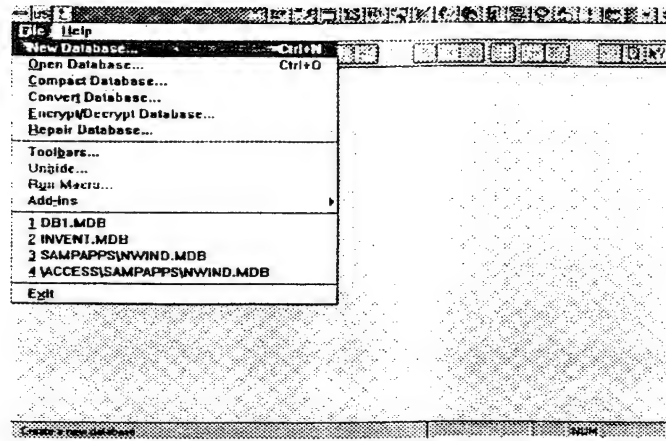 File Help
New Database... Ctrl+N
Open Database... Ctrl+O
Compact Database...
Convert Database...
Encrypt/Decrypt Database...
Repair Database...
Toolbars...
Unhide...
Run Macro...
Add-ins
1 DB1.MDB
2 INVENT.MDB
3 SAMPAPPS\NWIND.MDB
4 \ACCESS\SAMPAPPS\NWIND.MDB
Exit
Create a new database NUM